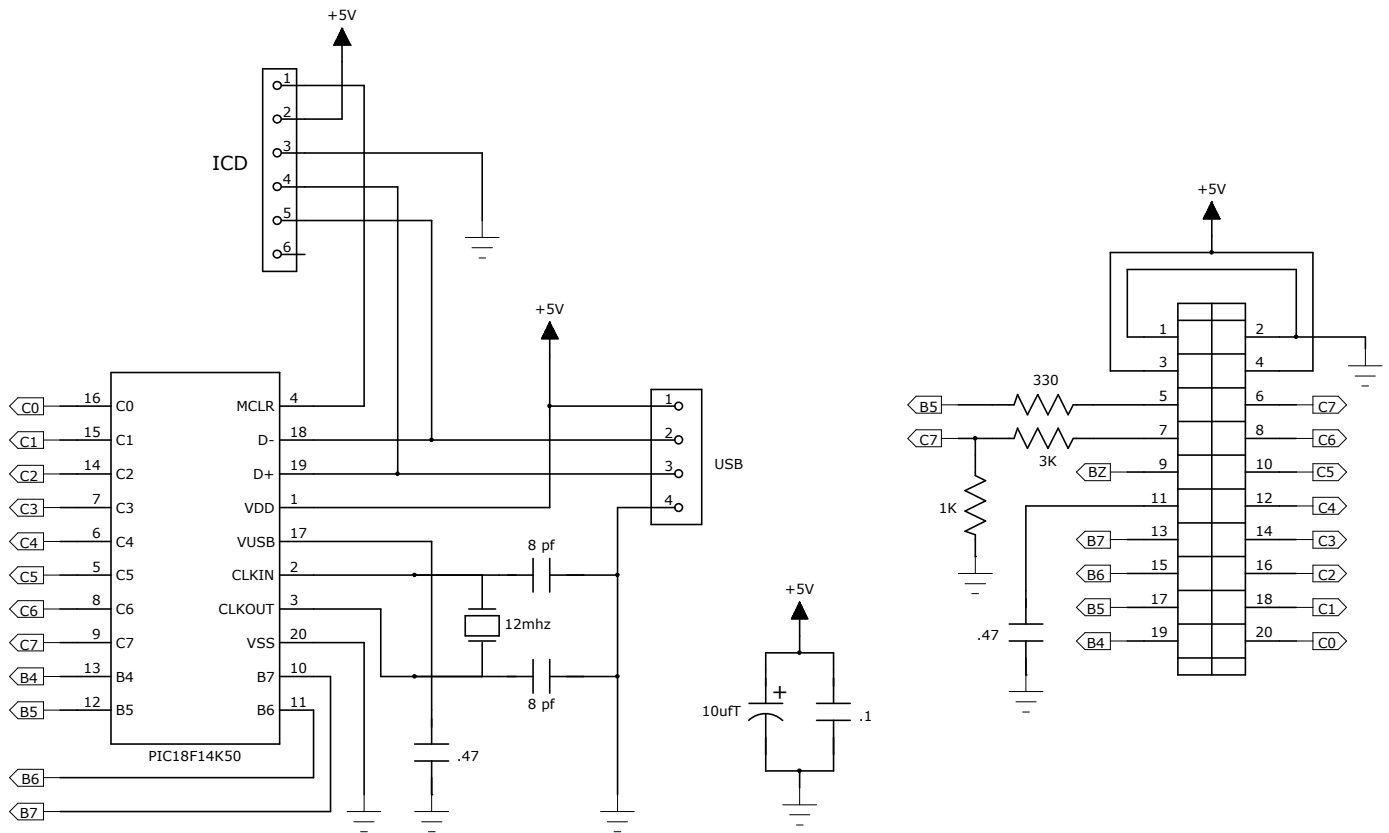 +5V
1
2
3
4
5
6
ICD
+5V
16 C0 MCLR 4
15 C1 D- 18
14 C2 D+ 19
7 C3 VDD 1
6 C4 VUSB 17
5 C5 CLKIN 2
8 C6 CLKOUT 3
9 C7 VSS 20
13 B4 B7 10
12 B5 B6 11
PIC18F14K50
C0
C1
C2
C3
C4
C5
C6
C7
B4
B5
B6
B7
1
2
3
4
USB
8 pf
12mhz
8 pf
.47
+5V
+
10ufT
.1
+5V
1 2
3 4
B5 330 5 6 C7
C7 3K 7 8 C6
1K
BZ 9 10 C5
11 12 C4
B7 13 14 C3
B6 15 16 C2
B5 17 18 C1
.47
B4 19 20 C0